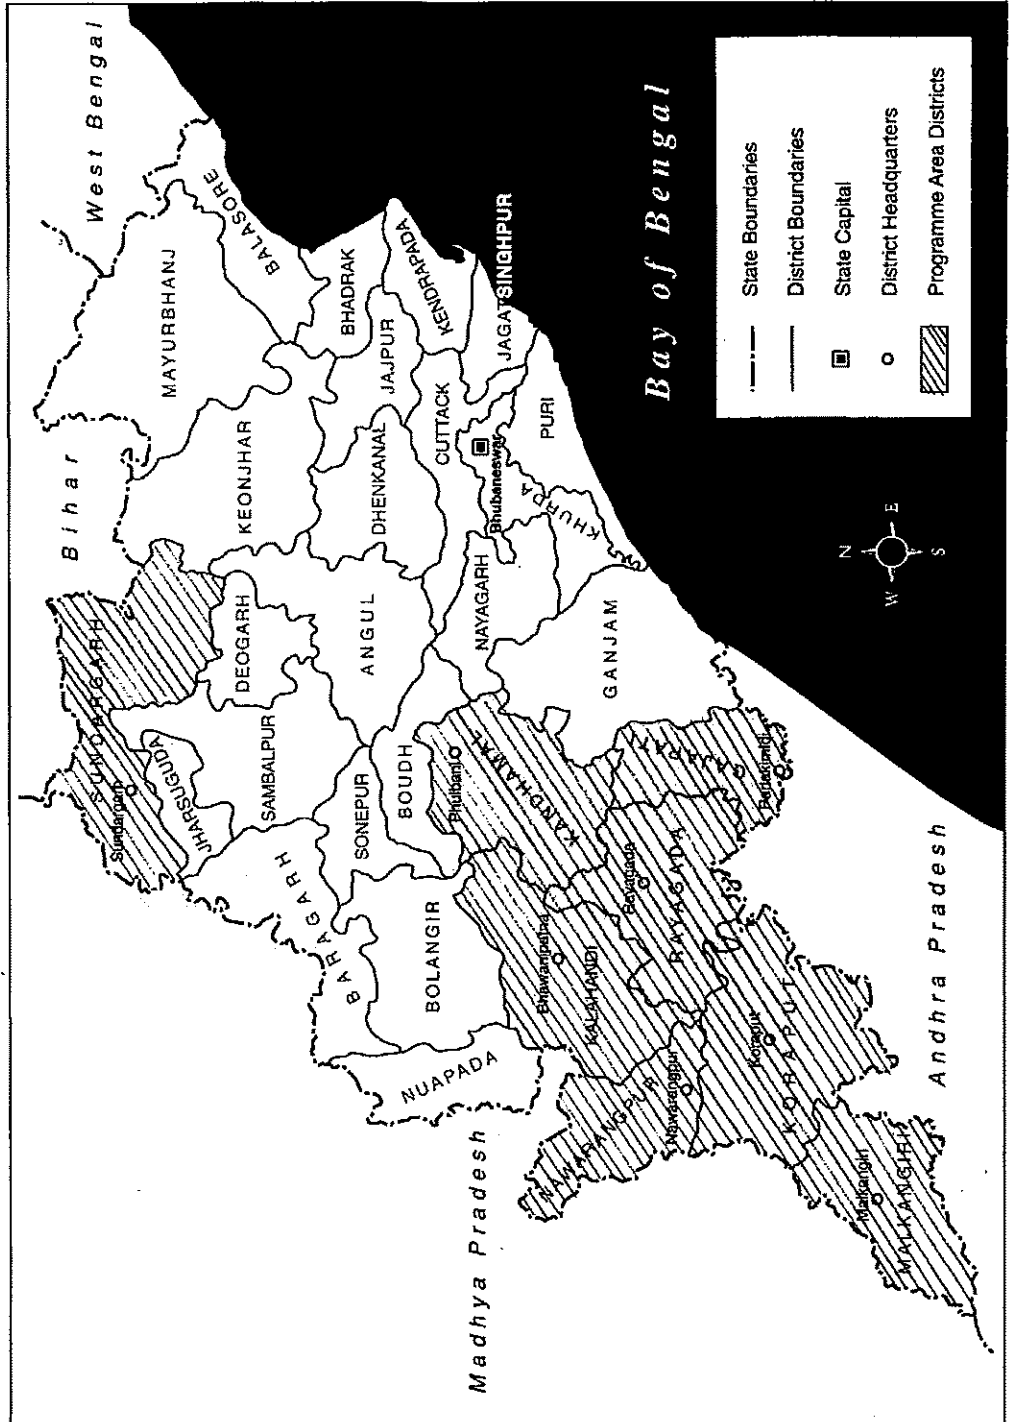 West Bengal
Bihar
Madhya Pradesh
Andhra Pradesh
Bay of Bengal
MAYURBHANJ
BALASORE
BHADRAK
KENDRAPADA
JAGATSINGHPUR
JAJPUR
KEONJHAR
DHENKANAL
CUTTACK
PURI
Bhubaneswar
KHURDA
NAYAGARH
GANJAM
ANGUL
DEOGARH
SUNDARGARH
Sundargarh
JHARSUGUDA
SAMBALPUR
SONEPUR
BOUDH
BARAGARH
BOLANGIR
NUAPADA
Phulbani
KANDHAMAL
GAJAPATI
Bhawanipatna
KALAHANDI
Rayagada
RAYAGADA
NAWARANGPUR
Nawarangpur
Koraput
KORAPUT
Malkangiri
MALKANGIRI
N
W
E
S
State Boundaries
District Boundaries
State Capital
District Headquarters
Programme Area Districts